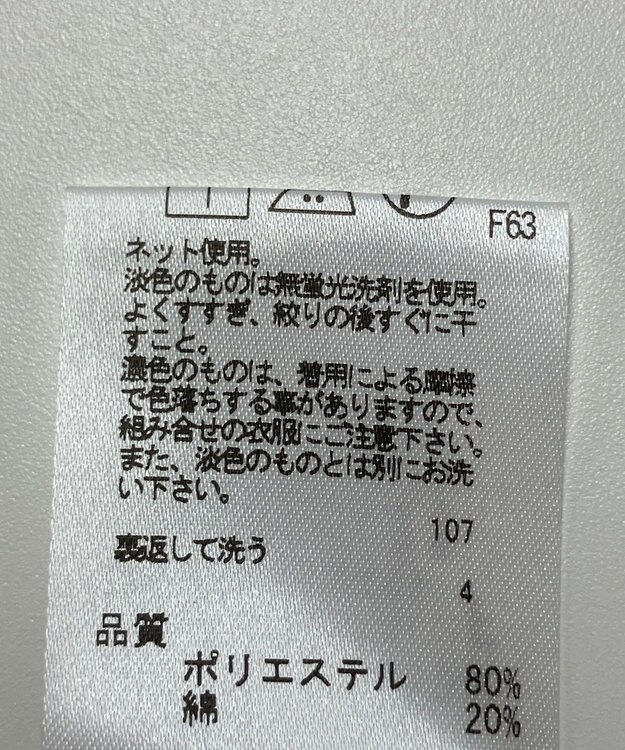 F63
ネット使用。
淡色のものは無蛍光洗剤を使用。
よくすすぎ、絞りの後すぐに干
すこと。
濃色のものは、着用による摩擦
で色落ちする事がありますので、
組み合せの衣服にご注意下さい。
また、淡色のものとは別にお洗
い下さい。
107
裏返して洗う
4
品質
ポリエステル 80%
綿 20%